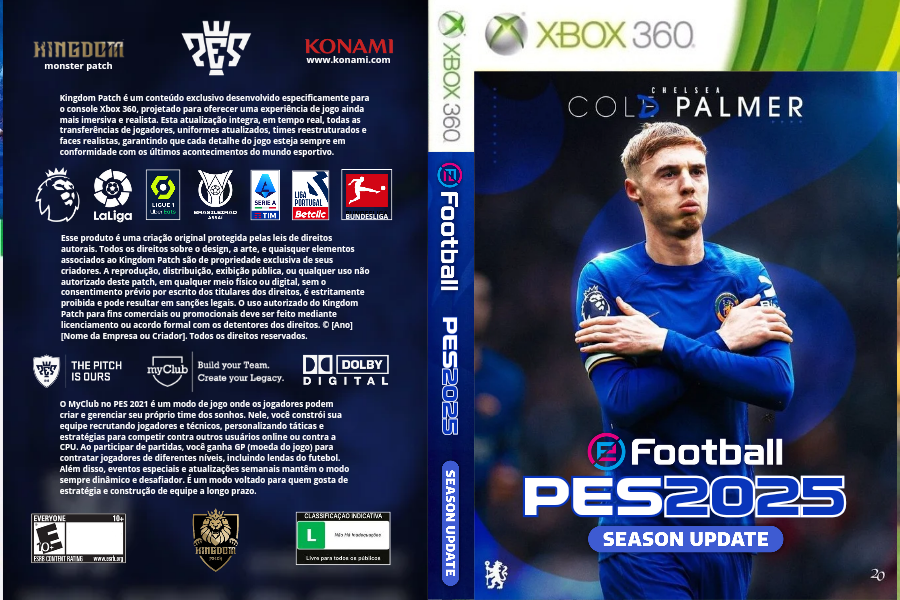 KINGDOM
monster patch
PES
KONAMI
www.konami.com
Kingdom Patch é um conteúdo exclusivo desenvolvido especificamente para
o console Xbox 360, projetado para oferecer uma experiência de jogo ainda
mais imersiva e realista. Esta atualização integra, em tempo real, todas as
transferências de jogadores, uniformes atualizados, times reestruturados e
faces realistas, garantindo que cada detalhe do jogo esteja sempre em
conformidade com os últimos acontecimentos do mundo esportivo.
LaLiga
LIGUE 1
Uber Eats
BRASILEIRÃO
ASSAÍ
SERIE A
TIM
LIGA
PORTUGAL
Betclic
BUNDESLIGA
Esse produto é uma criação original protegida pelas leis de direitos
autorais. Todos os direitos sobre o design, a arte, e quaisquer elementos
associados ao Kingdom Patch são de propriedade exclusiva de seus
criadores. A reprodução, distribuição, exibição pública, ou qualquer uso não
autorizado deste patch, em qualquer meio físico ou digital, sem o
consentimento prévio por escrito dos titulares dos direitos, é estritamente
proibida e pode resultar em sanções legais. O uso autorizado do Kingdom
Patch para fins comerciais ou promocionais deve ser feito mediante
licenciamento ou acordo formal com os detentores dos direitos. © [Ano]
[Nome da Empresa ou Criador]. Todos os direitos reservados.
THE PITCH
IS OURS
myClub
Build your Team.
Create your Legacy.
DOLBY
DIGITAL
O MyClub no PES 2021 é um modo de jogo onde os jogadores podem
criar e gerenciar seu próprio time dos sonhos. Nele, você constrói sua
equipe recrutando jogadores e técnicos, personalizando táticas e
estratégias para competir contra outros usuários online ou contra a
CPU. Ao participar de partidas, você ganha GP (moeda do jogo) para
contratar jogadores de diferentes níveis, incluindo lendas do futebol.
Além disso, eventos especiais e atualizações semanais mantêm o modo
sempre dinâmico e desafiador. É um modo voltado para quem gosta de
estratégia e construção de equipe a longo prazo.
EVERYONE 10+
E
10+
ESRB CONTENT RATING www.esrb.org
KINGDOM
CLASSIFICAÇÃO INDICATIVA
L
Não Há Inadequações
Livre para todos os públicos
XBOX 360
eFootball
PES2025
SEASON UPDATE
XBOX 360
CHELSEA
COLE PALMER
eFootball
PES2025
SEASON UPDATE
20